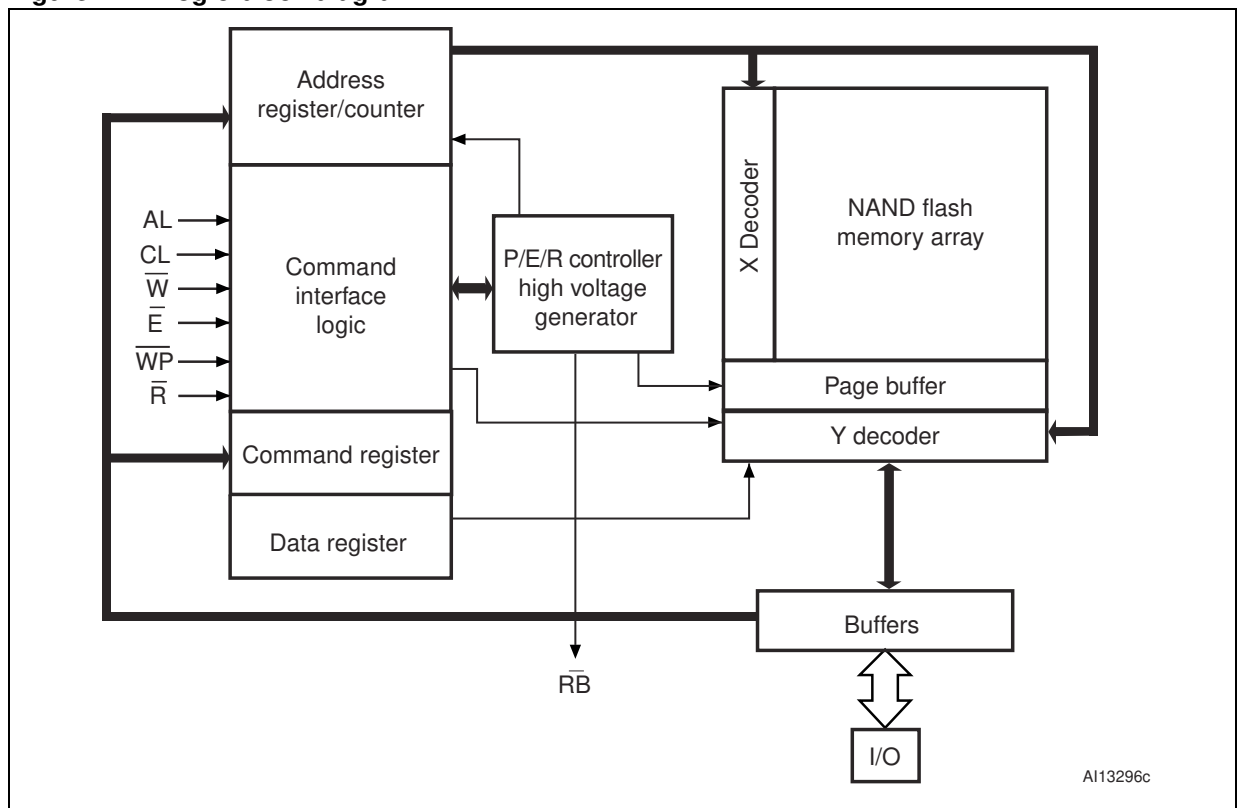 Address
register/counter
AL
CL
W̅
E̅
W̅P̅
R̅
Command
interface
logic
Command register
Data register
P/E/R controller
high voltage
generator
RB̅
X Decoder
NAND flash
memory array
Page buffer
Y decoder
Buffers
I/O
AI13296c